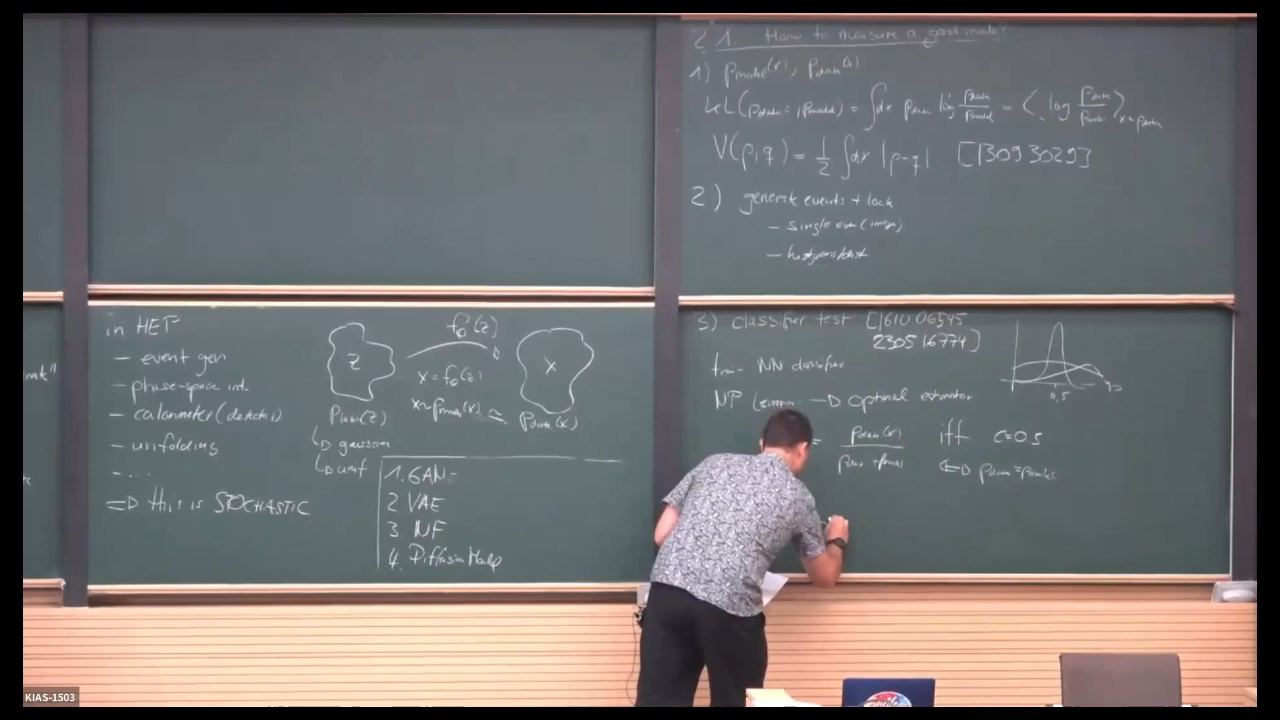 in HEP
- event gen
- phase-space int.
- calorimeter (detector)
- unfolding
- ...
=> this is STOCHASTIC
f_θ(z)
z
x
x = f_θ(z)
x ~ p_model(x) ≃ p_data(x)
p_latent(z)
↳ gaussian
↳ unif
1. GAN
2 VAE
3 NF
4. Diffusion Models
2.1. How to measure a good model?
1) p_model(x), p_data(x)
KL(p_data, p_model) = ∫dx p_data log p_data/p_model = ⟨log p_data/p_model⟩_x~p_data
V(p,q) = 1/2 ∫dx |p-q| [1309.3029]
2) generate events + look
- single even (image)
- histograms
3) classifier test [1610.06545
2305.16774]
train NN classifier
NP Lemma → optimal estimator
= p_data(x) / p_data + p_model iff c=0.5
⇔ p_data = p_model
0,5
KIAS-1503